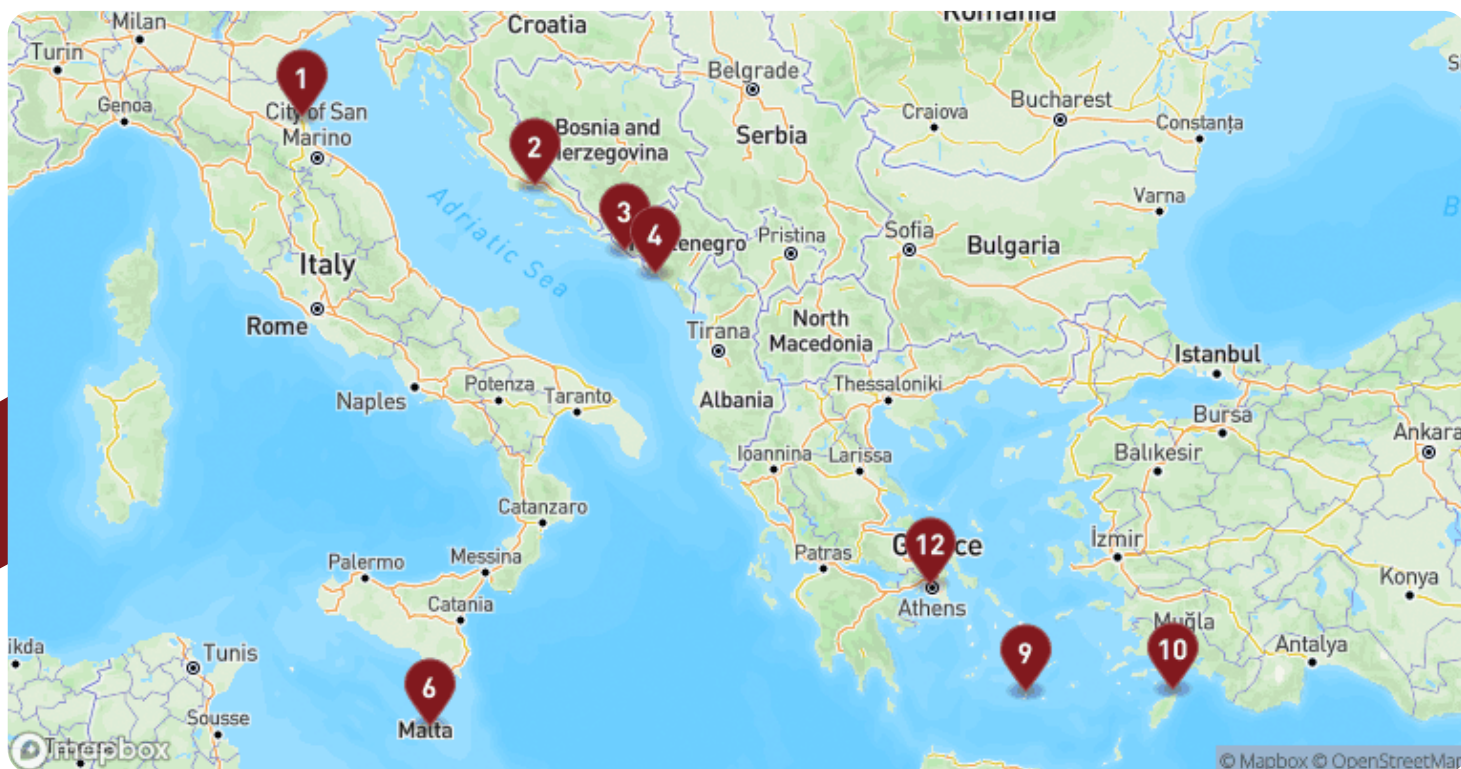 Romania
Croatia
Milan
Turin
Belgrade
1
Genoa
City of San
Marino
Craiova
Bucharest
Constanța
Bosnia and
Serbia
2
Varna
Adriatic Sea
3
4
Pristina
Sofia
Bulgaria
Italy
Rome
Tirana
North
Macedonia
Istanbul
Naples
Potenza
Taranto
Albania
Thessaloniki
Bursa
Ankara
Ioannina
Larissa
Balıkesir
Catanzaro
12
İzmir
Palermo
Messina
Patras
Konya
Catania
Athens
Muğla
ikda
Tunis
6
9
10
Antalya
Malta
Sousse
mapbox
© Mapbox © OpenStreetMap